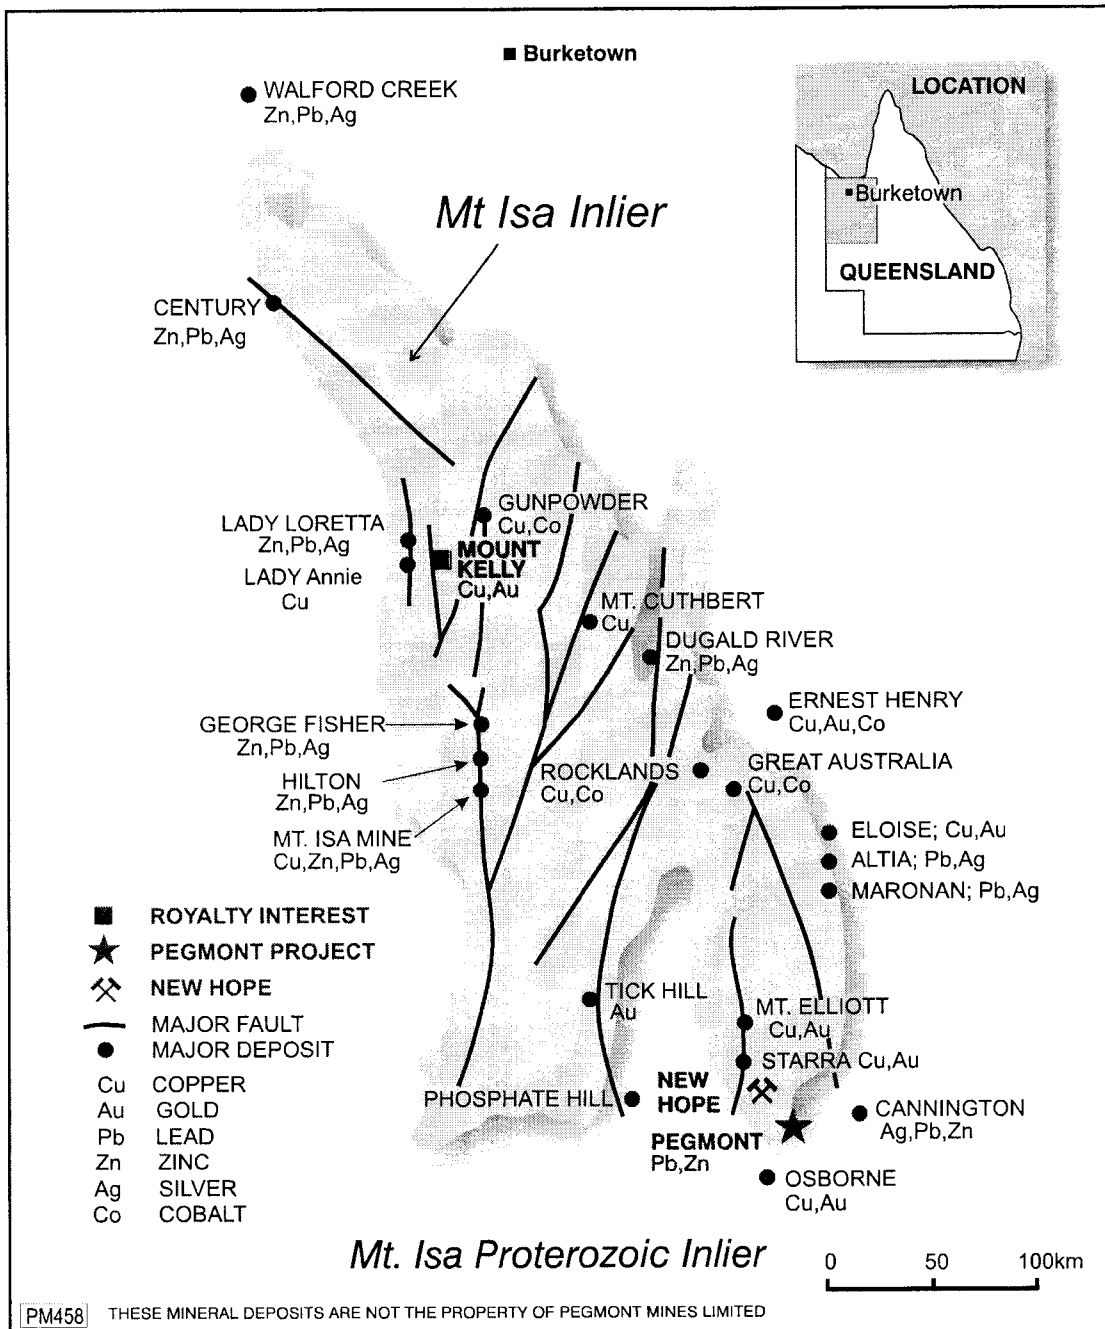 Burketown
WALFORD CREEK
Zn,Pb,Ag
LOCATION
Burketown
QUEENSLAND
Mt Isa Inlier
CENTURY
Zn,Pb,Ag
GUNPOWDER
Cu,Co
LADY LORETTA
Zn,Pb,Ag
MOUNT
KELLY
Cu,Au
LADY Annie
Cu
MT. CUTHBERT
Cu
DUGALD RIVER
Zn,Pb,Ag
ERNEST HENRY
Cu,Au,Co
GEORGE FISHER
Zn,Pb,Ag
GREAT AUSTRALIA
Cu,Co
ROCKLANDS
Cu,Co
HILTON
Zn,Pb,Ag
MT. ISA MINE
Cu,Zn,Pb,Ag
ELOISE; Cu,Au
ALTIA; Pb,Ag
MARONAN; Pb,Ag
ROYALTY INTEREST
PEGMONT PROJECT
NEW HOPE
MAJOR FAULT
MAJOR DEPOSIT
Cu COPPER
Au GOLD
Pb LEAD
Zn ZINC
Ag SILVER
Co COBALT
TICK HILL
Au
MT. ELLIOTT
Cu,Au
STARRA Cu,Au
PHOSPHATE HILL
NEW
HOPE
CANNINGTON
Ag,Pb,Zn
PEGMONT
Pb,Zn
OSBORNE
Cu,Au
Mt. Isa Proterozoic Inlier
0 50 100km
PM458 THESE MINERAL DEPOSITS ARE NOT THE PROPERTY OF PEGMONT MINES LIMITED